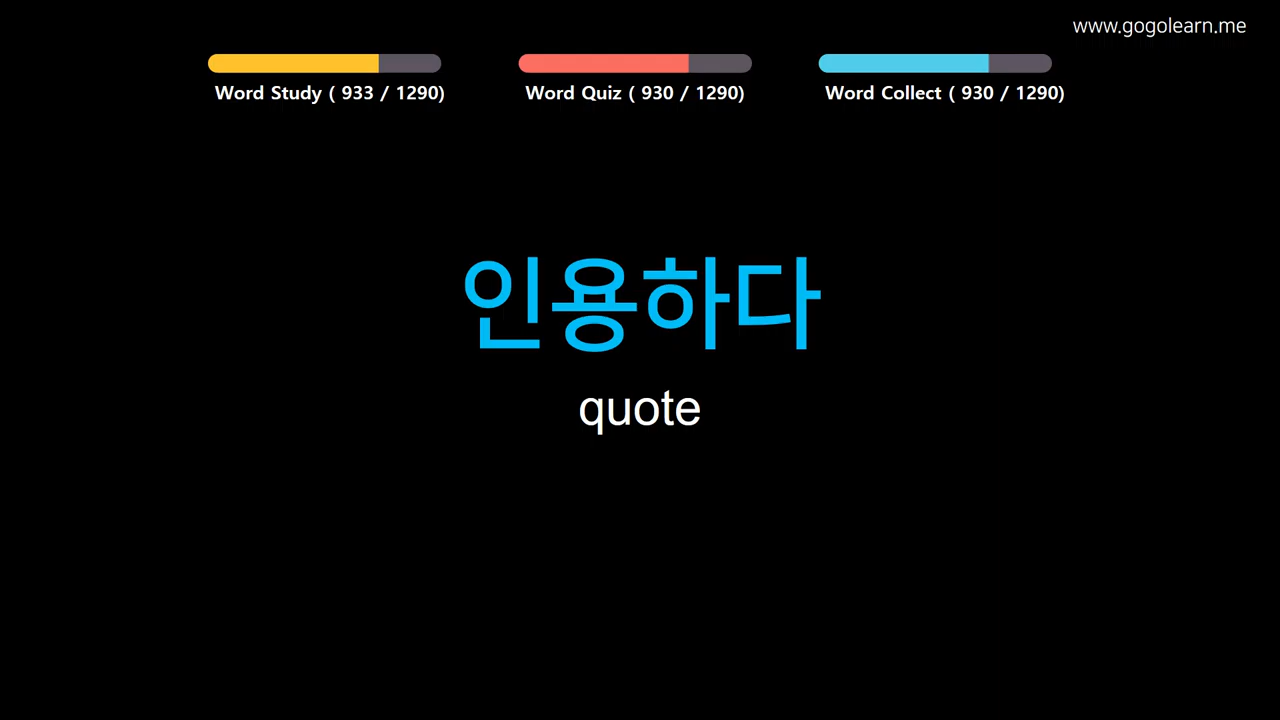 www.gogolearn.me
Word Study ( 933 / 1290)
Word Quiz ( 930 / 1290)
Word Collect ( 930 / 1290)
인용하다
quote